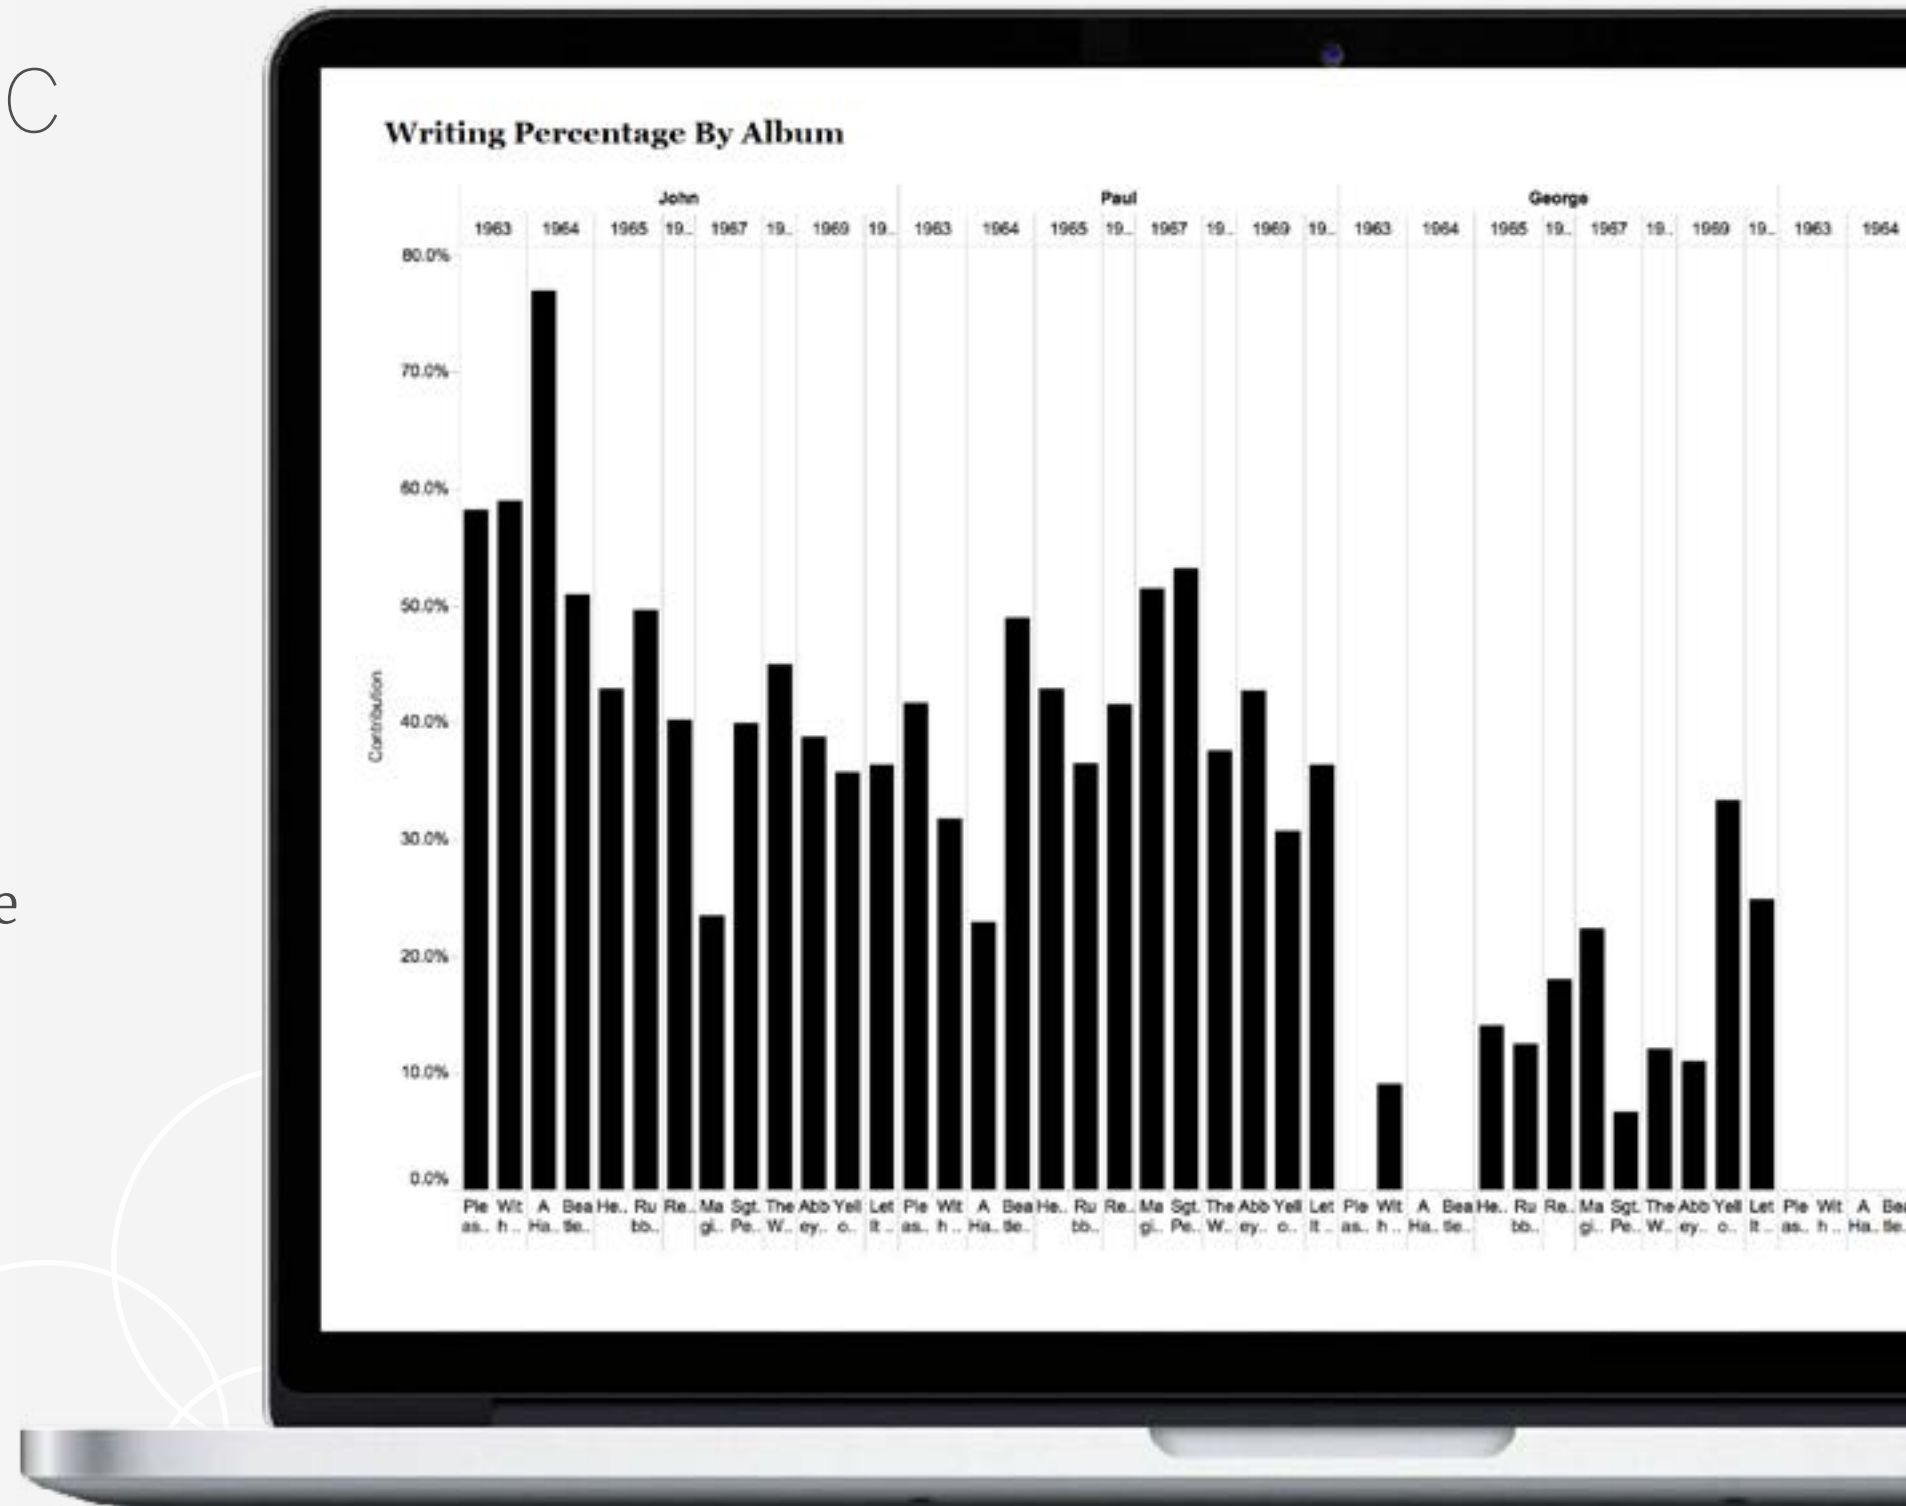 C
e
Writing Percentage By Album
John Paul George
1963 1964 1965 19.. 1967 19.. 1969 19.. 1963 1964 1965 19.. 1967 19.. 1969 19.. 1963 1964 1965 19.. 1967 19.. 1969 19.. 1963 1964
80.0%
70.0%
60.0%
50.0%
40.0%
30.0%
20.0%
10.0%
0.0%
Contribution
Ple Wit A Bea He.. Ru Re.. Ma Sgt. The Abb Yell Let Ple Wit A Bea He.. Ru Re.. Ma Sgt. The Abb Yell Let Ple Wit A Bea He.. Ru Re.. Ma Sgt. The Abb Yell Let Ple Wit A Bea
as.. h .. Ha.. tle.. bb.. gi.. Pe.. W.. ey.. o.. It .. as.. h .. Ha.. tle.. bb.. gi.. Pe.. W.. ey.. o.. It .. as.. h .. Ha.. tle.. bb.. gi.. Pe.. W.. ey.. o.. It .. as.. h .. Ha.. tle.